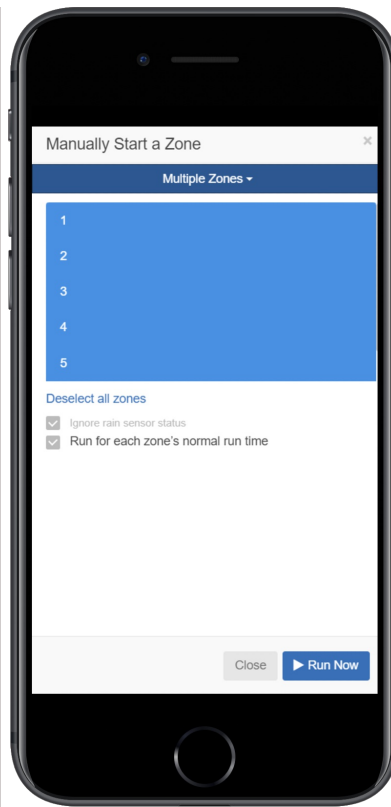 Manually Start a Zone ×
Multiple Zones
1
2
3
4
5
Deselect all zones
Ignore rain sensor status
Run for each zone’s normal run time
Close Run Now